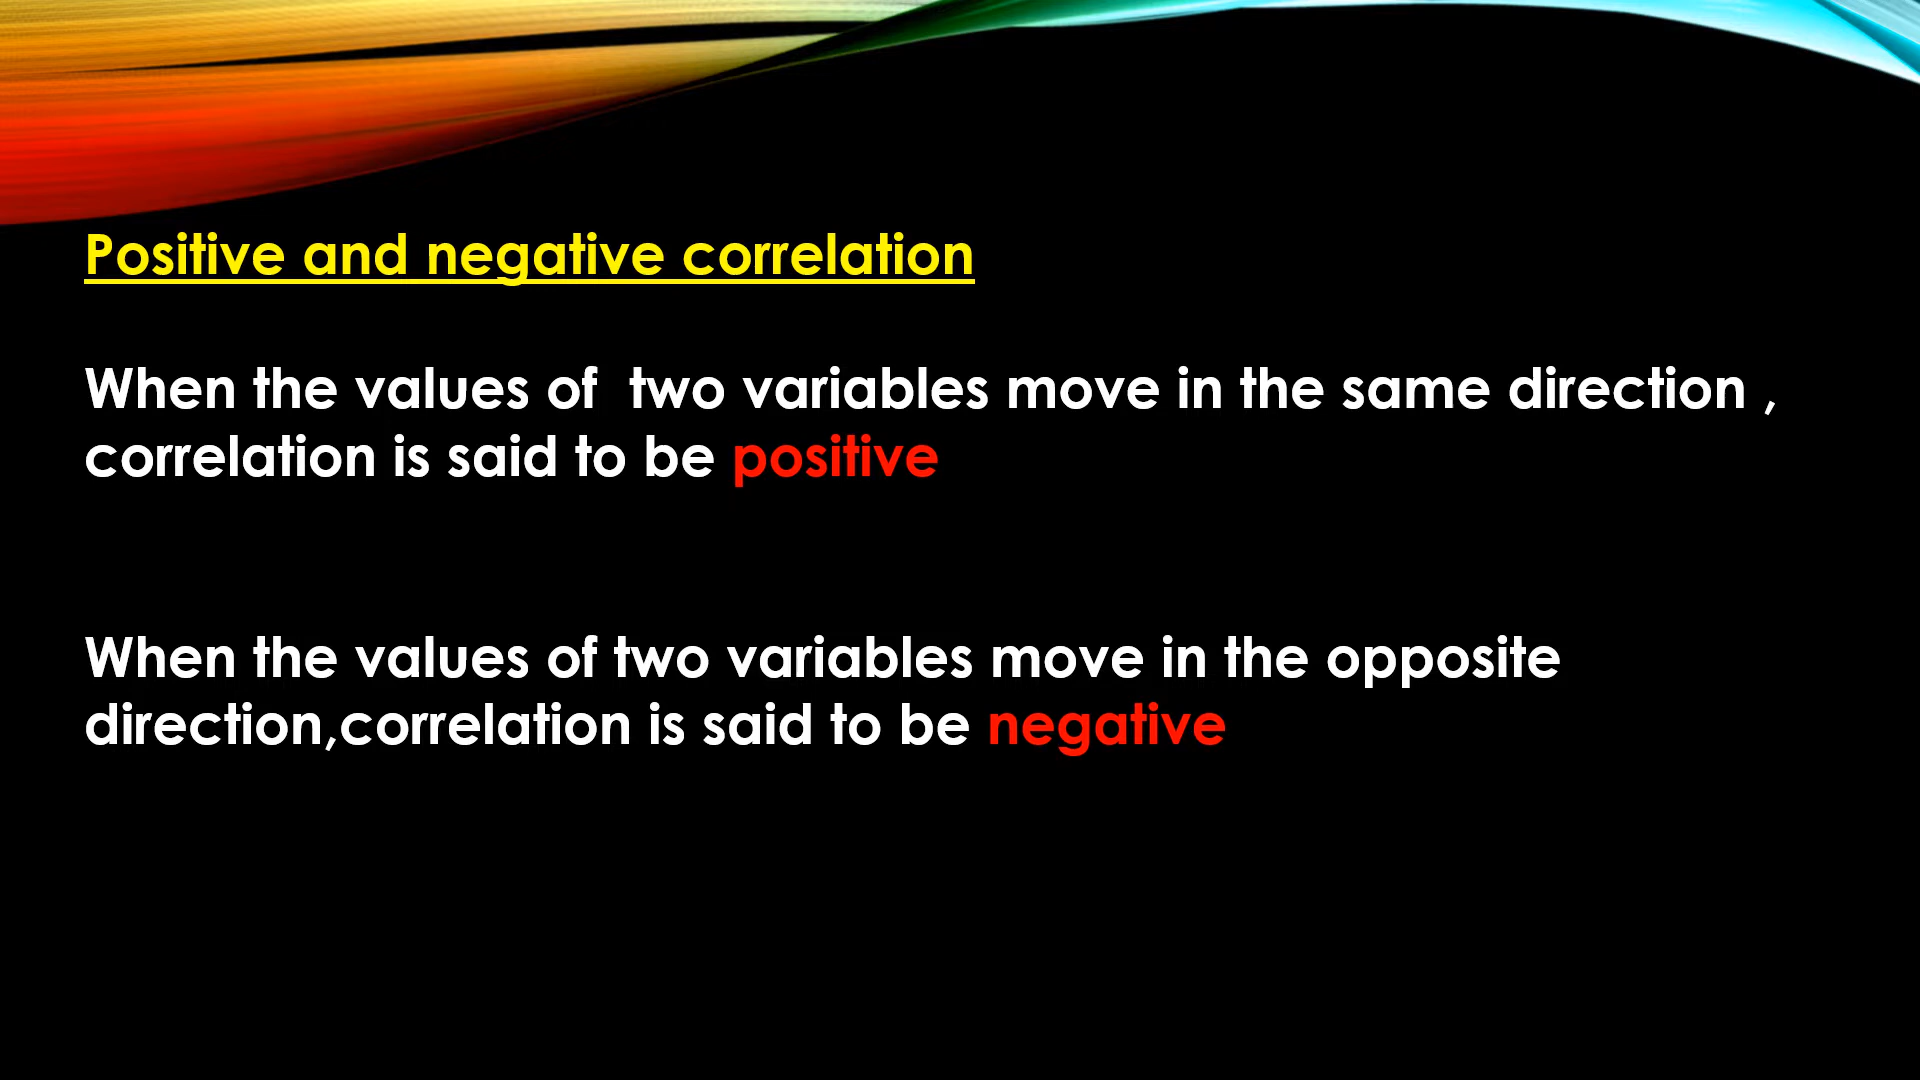 Positive and negative correlation
When the values of  two variables move in the same direction ,
correlation is said to be positive
When the values of two variables move in the opposite
direction,correlation is said to be negative